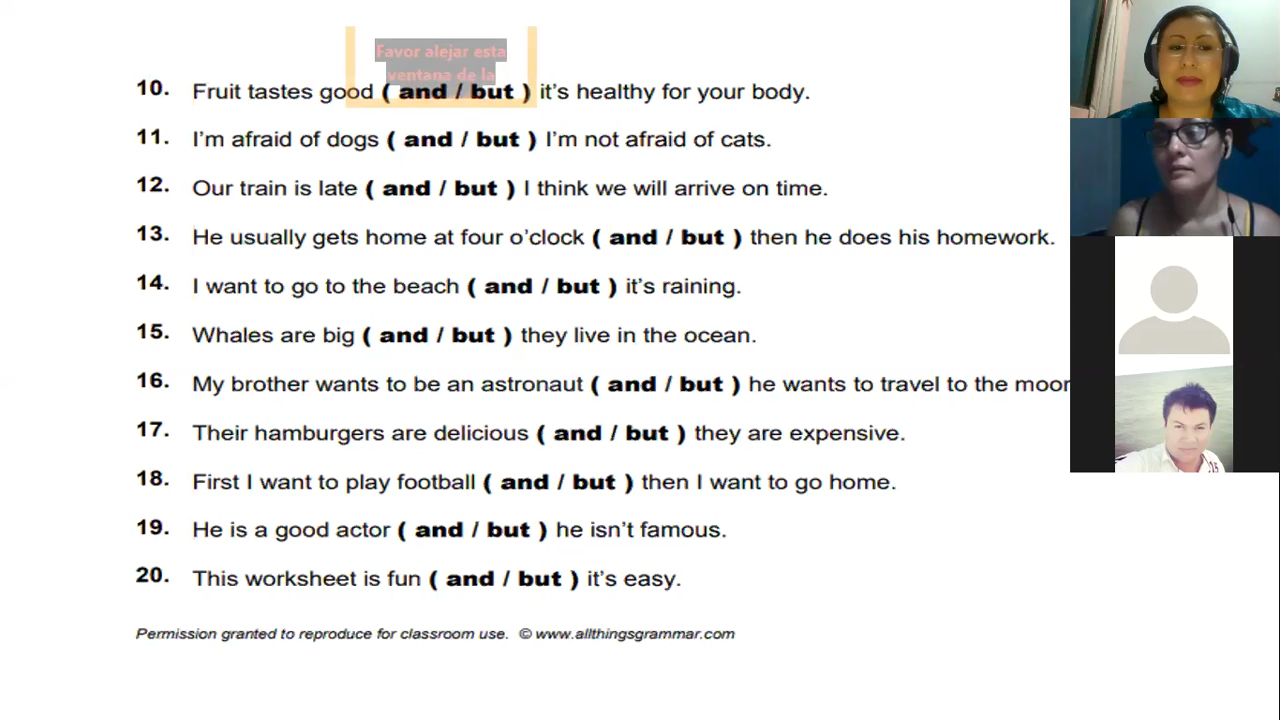 Favor alejar esta
ventana de la
10. Fruit tastes good ( and / but ) it's healthy for your body.
11. I'm afraid of dogs ( and / but ) I'm not afraid of cats.
12. Our train is late ( and / but ) I think we will arrive on time.
13. He usually gets home at four o'clock ( and / but ) then he does his homework.
14. I want to go to the beach ( and / but ) it's raining.
15. Whales are big ( and / but ) they live in the ocean.
16. My brother wants to be an astronaut ( and / but ) he wants to travel to the
17. Their hamburgers are delicious ( and / but ) they are expensive.
18. First I want to play football ( and / but ) then I want to go home.
19. He is a good actor ( and / but ) he isn't famous.
20. This worksheet is fun ( and / but ) it's easy.
Permission granted to reproduce for classroom use. © www.allthingsgrammar.com